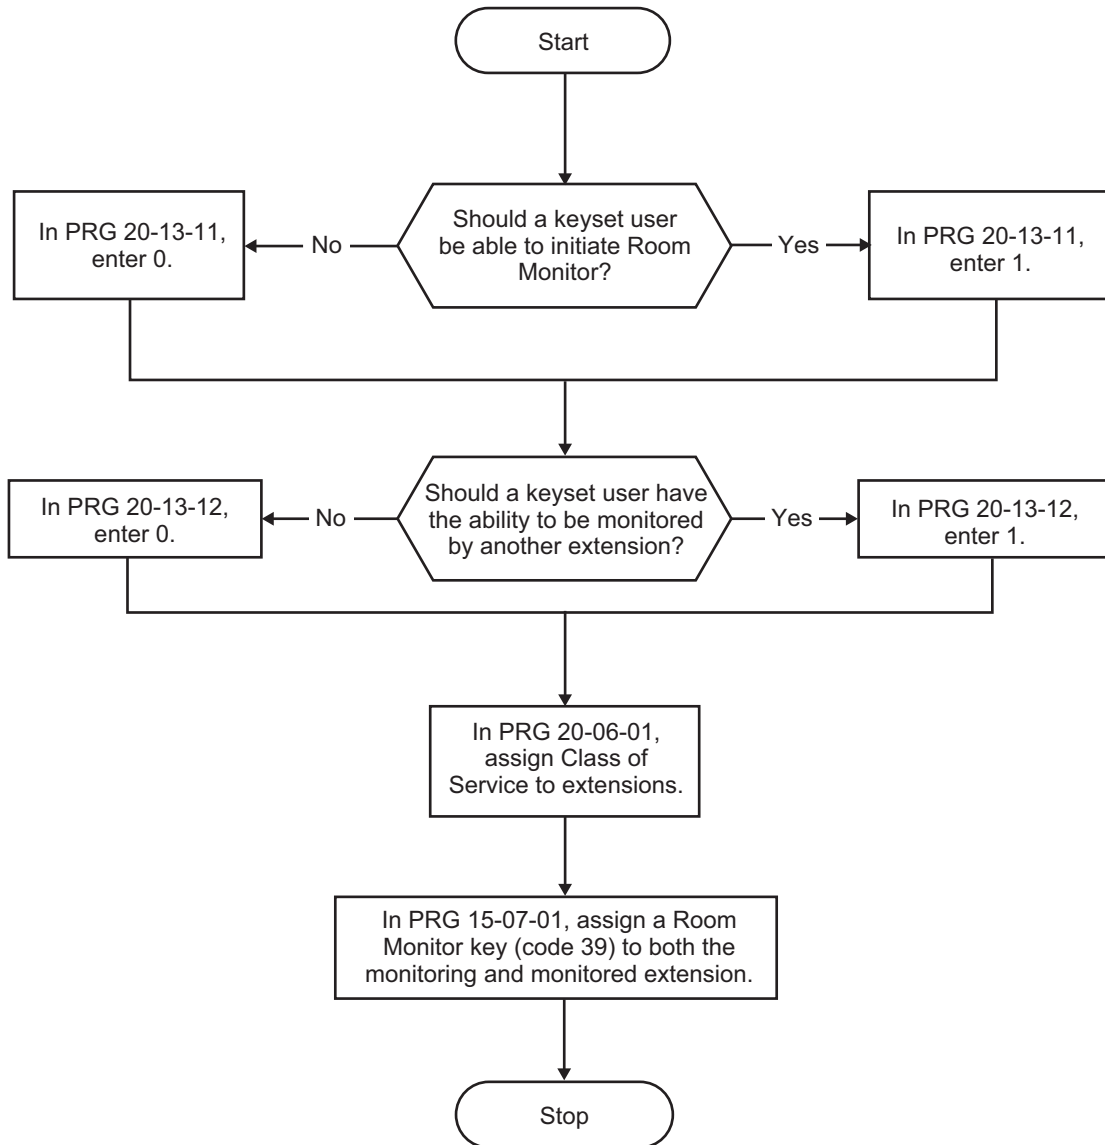 Start
Should a keyset user
be able to initiate Room
Monitor?
No
Yes
In PRG 20-13-11,
enter 0.
In PRG 20-13-11,
enter 1.
Should a keyset user have
the ability to be monitored
by another extension?
No
Yes
In PRG 20-13-12,
enter 0.
In PRG 20-13-12,
enter 1.
In PRG 20-06-01,
assign Class of
Service to extensions.
In PRG 15-07-01, assign a Room
Monitor key (code 39) to both the
monitoring and monitored extension.
Stop